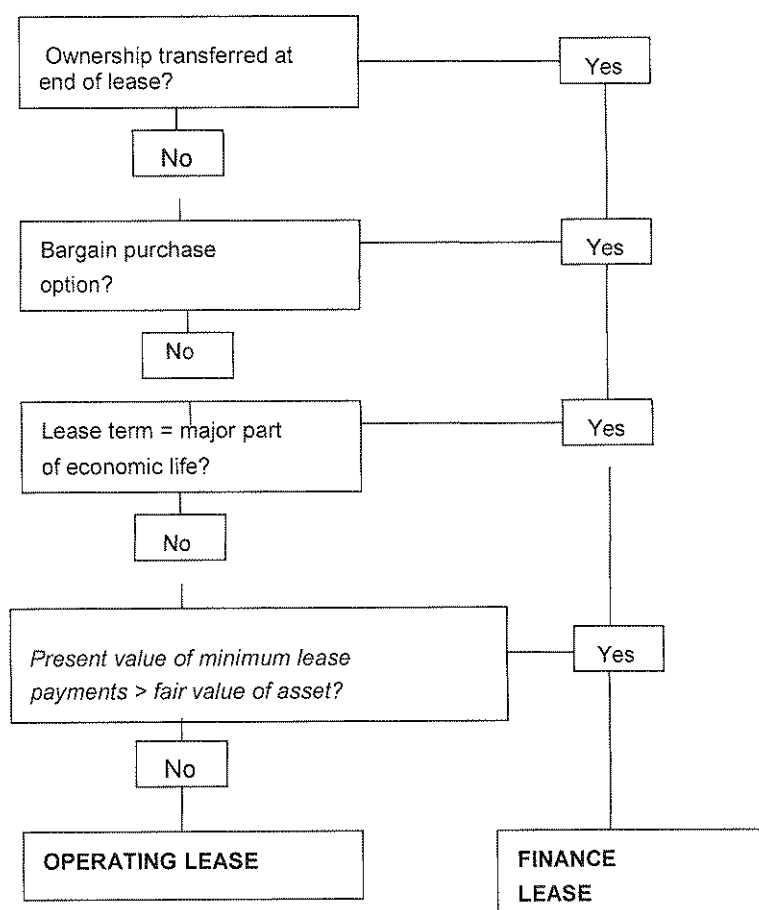 Ownership transferred at
end of lease?
Yes
No
Bargain purchase
option?
Yes
No
Lease term = major part
of economic life?
Yes
No
Present value of minimum lease
payments > fair value of asset?
Yes
No
OPERATING LEASE
FINANCE
LEASE